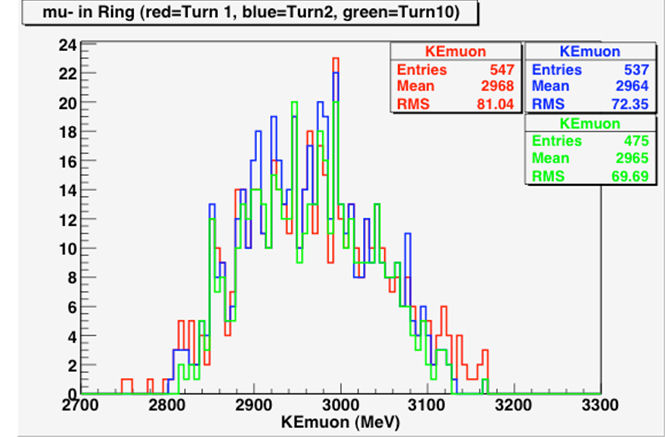 mu- in Ring (red=Turn 1, blue=Turn2, green=Turn10)
KEmuon
Entries 547
Mean 2968
RMS 81.04
KEmuon
Entries 537
Mean 2964
RMS 72.35
KEmuon
Entries 475
Mean 2965
RMS 69.69
24
22
20
18
16
14
12
10
8
6
4
2
0
2700 2800 2900 3000 3100 3200 3300
KEmuon (MeV)